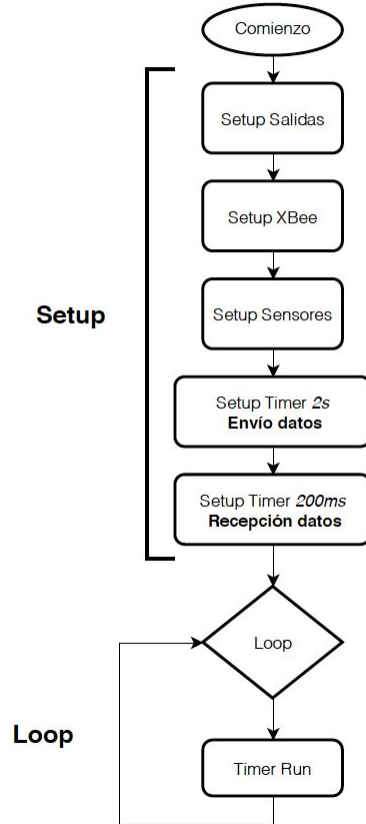 Comienzo
Setup Salidas
Setup XBee
Setup Sensores
Setup
Setup Timer 2s
Envío datos
Setup Timer 200ms
Recepción datos
Loop
Loop
Timer Run